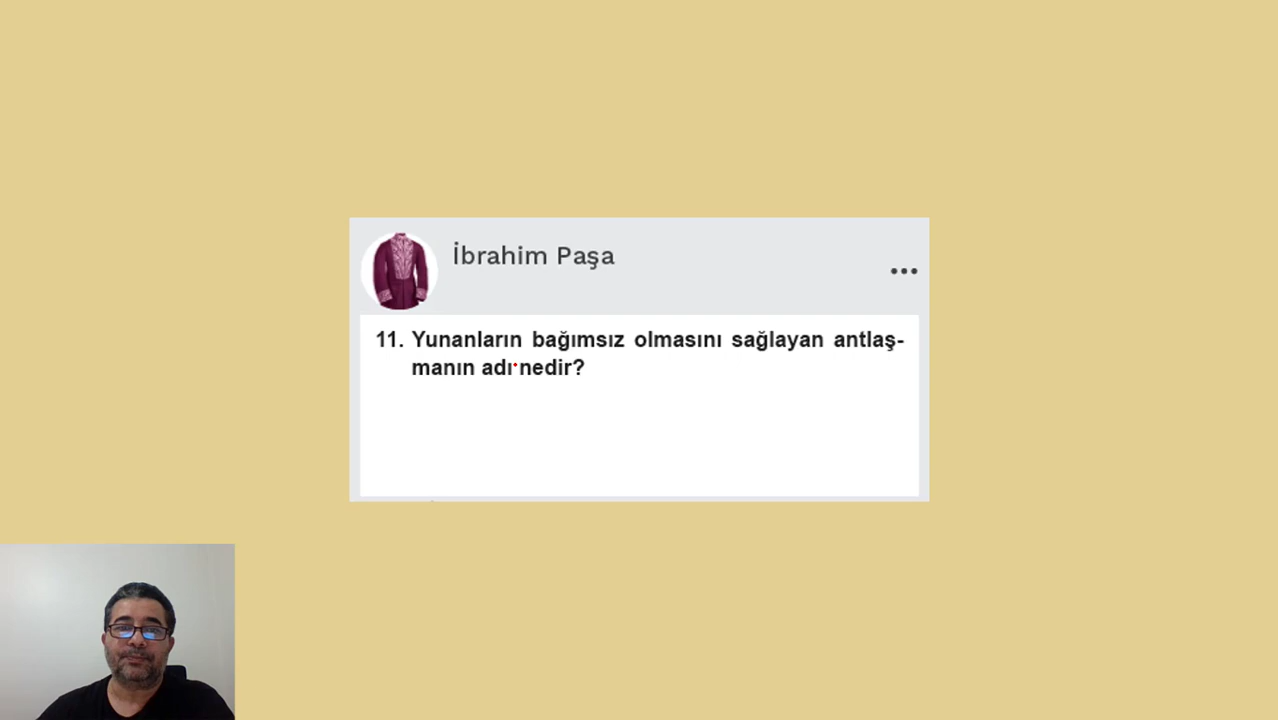 İbrahim Paşa
11. Yunanların bağımsız olmasını sağlayan antlaş-
manın adı nedir?